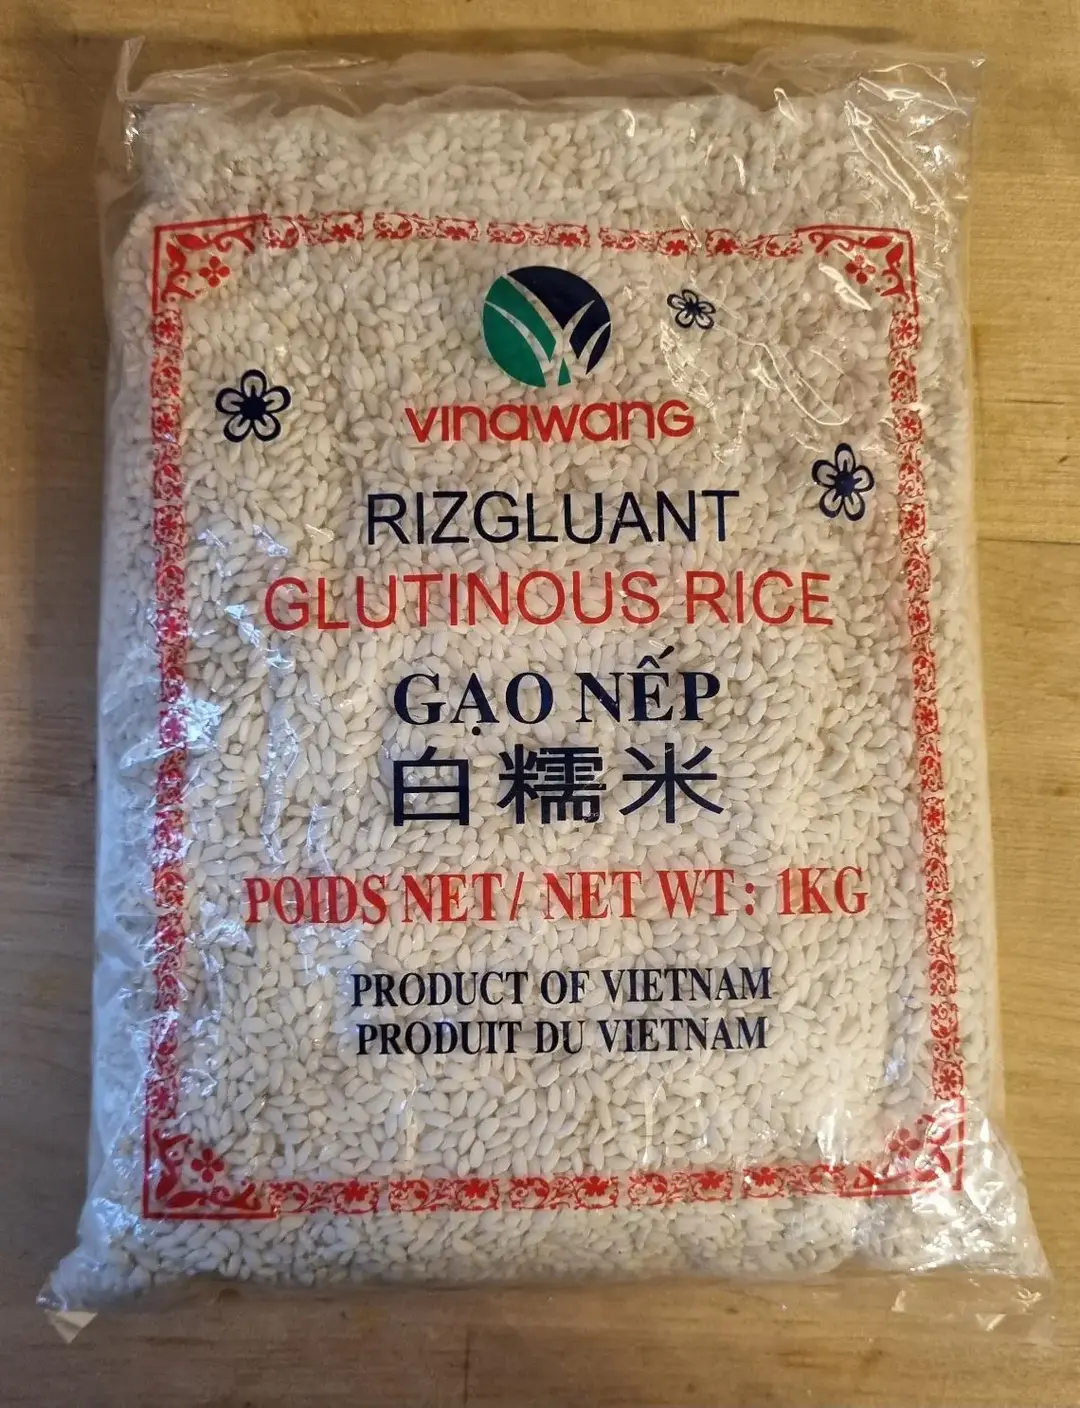 VINAWANG
RIZGLUANT
GLUTINOUS RICE
GẠO NẾP
白糯米
POIDS NET/ NET WT: 1KG
PRODUCT OF VIETNAM
PRODUIT DU VIETNAM